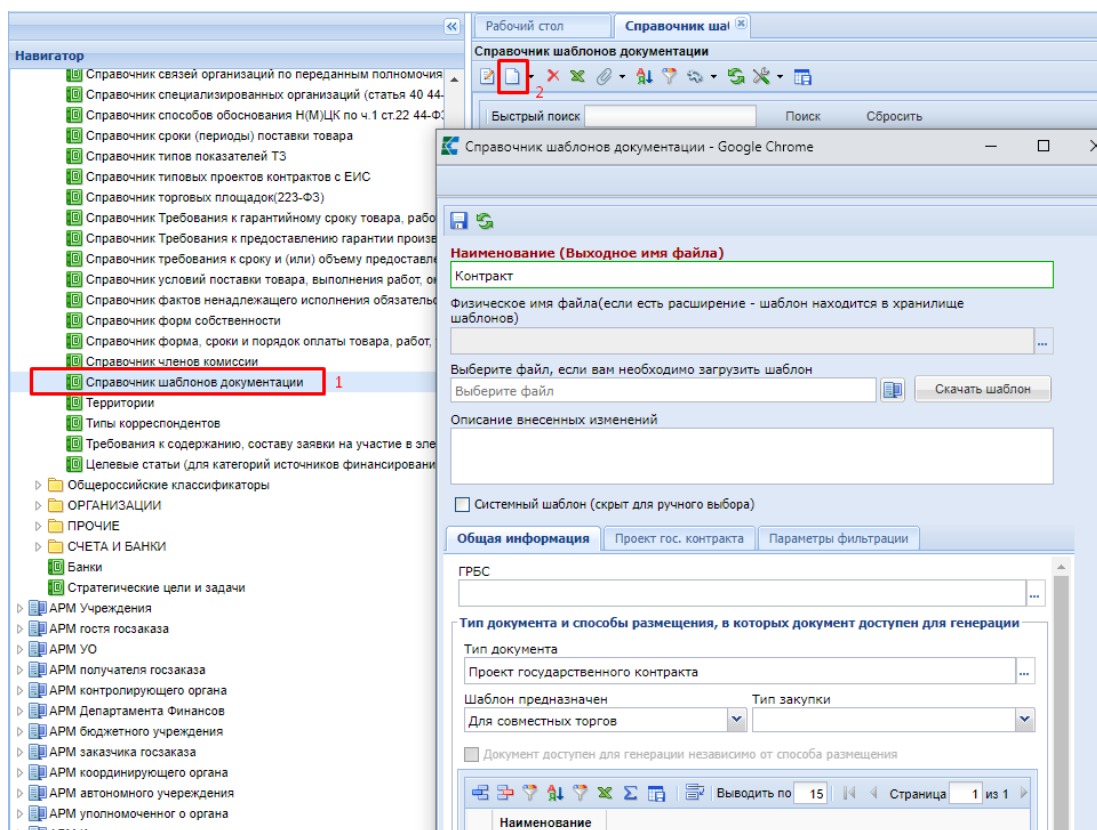 Навигатор
Справочник связей организаций по переданным полномочия
Справочник специализированных организаций (статья 40 44-
Справочник способов обоснования Н(М)ЦК по ч.1 ст.22 44-ФЗ
Справочник сроки (периоды) поставки товара
Справочник типов показателей ТЗ
Справочник типовых проектов контрактов с ЕИС
Справочник торговых площадок(223-ФЗ)
Справочник Требования к гарантийному сроку товара, рабо
Справочник Требования к предоставлению гарантии произв
Справочник требования к сроку и (или) объему предоставле
Справочник условий поставки товара, выполнения работ, ок
Справочник фактов ненадлежащего исполнения обязательс
Справочник форм собственности
Справочник форма, сроки и порядок оплаты товара, работ,
Справочник членов комиссии
Справочник шаблонов документации 1
Территории
Типы корреспондентов
Требования к содержанию, составу заявки на участие в эле
Целевые статьи (для категорий источников финансировани
Общероссийские классификаторы
ОРГАНИЗАЦИИ
ПРОЧИЕ
СЧЕТА И БАНКИ
Банки
Стратегические цели и задачи
АРМ Учреждения
АРМ гостя госзаказа
АРМ УО
АРМ получателя госзаказа
АРМ контролирующего органа
АРМ Департамента Финансов
АРМ бюджетного учреждения
АРМ заказчика госзаказа
АРМ координирующего органа
АРМ автономного учереждения
АРМ уполномоченног о органа
Рабочий стол Справочник ша
Справочник шаблонов документации
2
Быстрый поиск Поиск Сбросить
Справочник шаблонов документации - Google Chrome
Наименование (Выходное имя файла)
Контракт
Физическое имя файла(если есть расширение - шаблон находится в хранилище
шаблонов)
...
Выберите файл, если вам необходимо загрузить шаблон
Выберите файл Скачать шаблон
Описание внесенных изменений
Системный шаблон (скрыт для ручного выбора)
Общая информация Проект гос. контракта Параметры фильтрации
ГРБС
...
Тип документа и способы размещения, в которых документ доступен для генерации
Тип документа
Проект государственного контракта ...
Шаблон предназначен Тип закупки
Для совместных торгов
Документ доступен для генерации независимо от способа размещения
Выводить по 15 Страница 1 из 1
Наименование